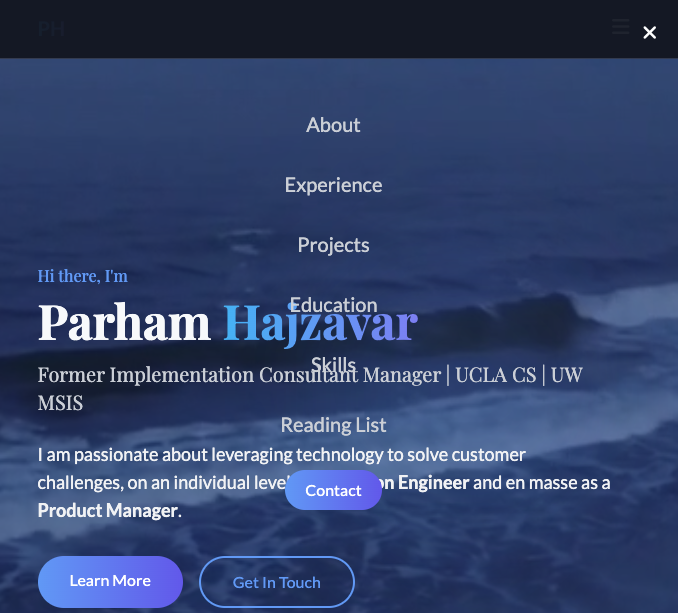 PH
About
Experience
Projects
Hi there, I'm
Education
Parham Hajzavar
Skills
Former Implementation Consultant Manager | UCLA CS | UW
MSIS
Reading List
I am passionate about leveraging technology to solve customer
challenges, on an individual level on Engineer and en masse as a
Contact
Product Manager.
Learn More
Get In Touch